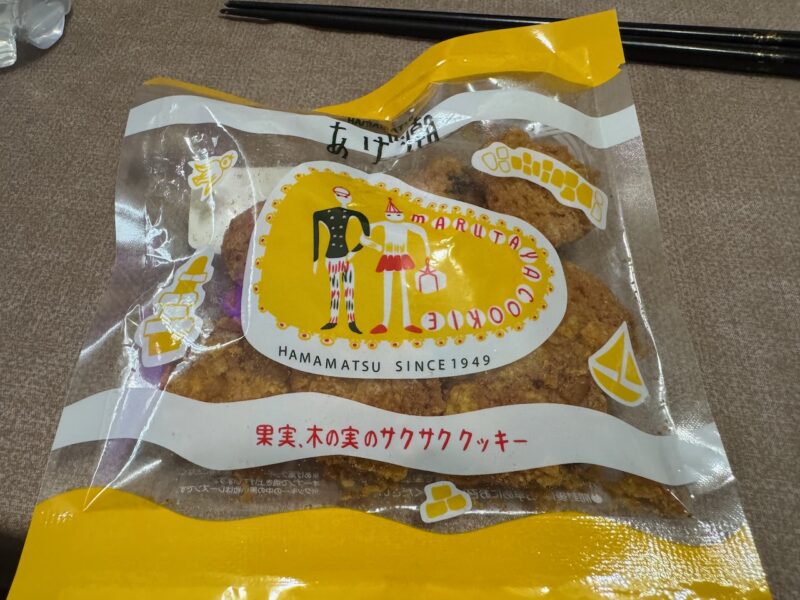 あげ潮
MARUTAYA COOKIE
HAMAMATSU SINCE 1949
果実、木の実のサクサククッキー